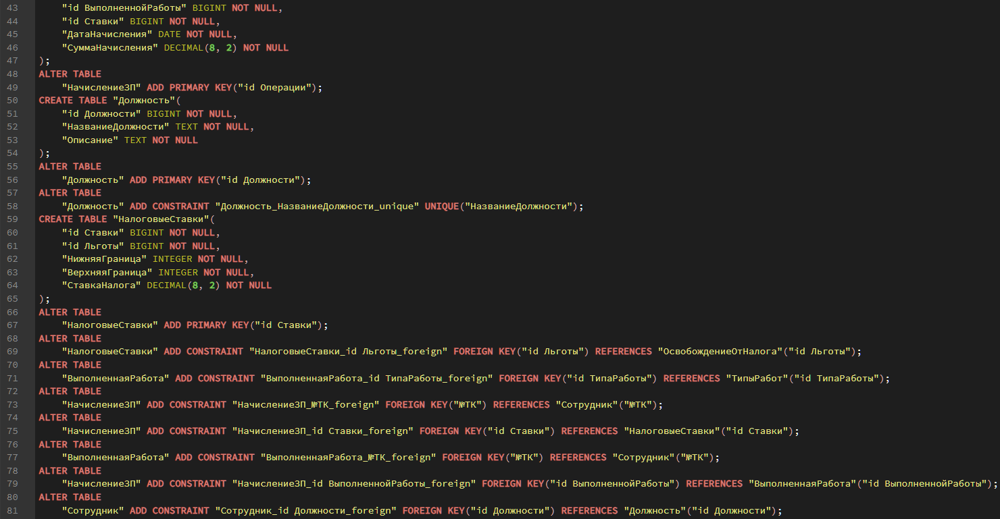 43 "id ВыполненнойРаботы" BIGINT NOT NULL,
44 "id Ставки" BIGINT NOT NULL,
45 "ДатаНачисления" DATE NOT NULL,
46 "СуммаНачисления" DECIMAL(8, 2) NOT NULL
47 );
48 ALTER TABLE
49 "НачислениеЗП" ADD PRIMARY KEY("id Операции");
50 CREATE TABLE "Должность"(
51 "id Должности" BIGINT NOT NULL,
52 "НазваниеДолжности" TEXT NOT NULL,
53 "Описание" TEXT NOT NULL
54 );
55 ALTER TABLE
56 "Должность" ADD PRIMARY KEY("id Должности");
57 ALTER TABLE
58 "Должность" ADD CONSTRAINT "Должность_НазваниеДолжности_unique" UNIQUE("НазваниеДолжности");
59 CREATE TABLE "НалоговыеСтавки"(
60 "id Ставки" BIGINT NOT NULL,
61 "id Льготы" BIGINT NOT NULL,
62 "НижняяГраница" INTEGER NOT NULL,
63 "ВерхняяГраница" INTEGER NOT NULL,
64 "СтавкаНалога" DECIMAL(8, 2) NOT NULL
65 );
66 ALTER TABLE
67 "НалоговыеСтавки" ADD PRIMARY KEY("id Ставки");
68 ALTER TABLE
69 "НалоговыеСтавки" ADD CONSTRAINT "НалоговыеСтавки_id Льготы_foreign" FOREIGN KEY("id Льготы") REFERENCES "ОсвобождениеОтНалога"("id Льготы");
70 ALTER TABLE
71 "ВыполненнаяРабота" ADD CONSTRAINT "ВыполненнаяРабота_id ТипаРаботы_foreign" FOREIGN KEY("id ТипаРаботы") REFERENCES "ТипыРабот"("id ТипаРаботы");
72 ALTER TABLE
73 "НачислениеЗП" ADD CONSTRAINT "НачислениеЗП_№ТК_foreign" FOREIGN KEY("№ТК") REFERENCES "Сотрудник"("№ТК");
74 ALTER TABLE
75 "НачислениеЗП" ADD CONSTRAINT "НачислениеЗП_id Ставки_foreign" FOREIGN KEY("id Ставки") REFERENCES "НалоговыеСтавки"("id Ставки");
76 ALTER TABLE
77 "ВыполненнаяРабота" ADD CONSTRAINT "ВыполненнаяРабота_№ТК_foreign" FOREIGN KEY("№ТК") REFERENCES "Сотрудник"("№ТК");
78 ALTER TABLE
79 "НачислениеЗП" ADD CONSTRAINT "НачислениеЗП_id ВыполненнойРаботы_foreign" FOREIGN KEY("id ВыполненнойРаботы") REFERENCES "ВыполненнаяРабота"("id ВыполненнойРаботы");
80 ALTER TABLE
81 "Сотрудник" ADD CONSTRAINT "Сотрудник_id Должности_foreign" FOREIGN KEY("id Должности") REFERENCES "Должность"("id Должности");